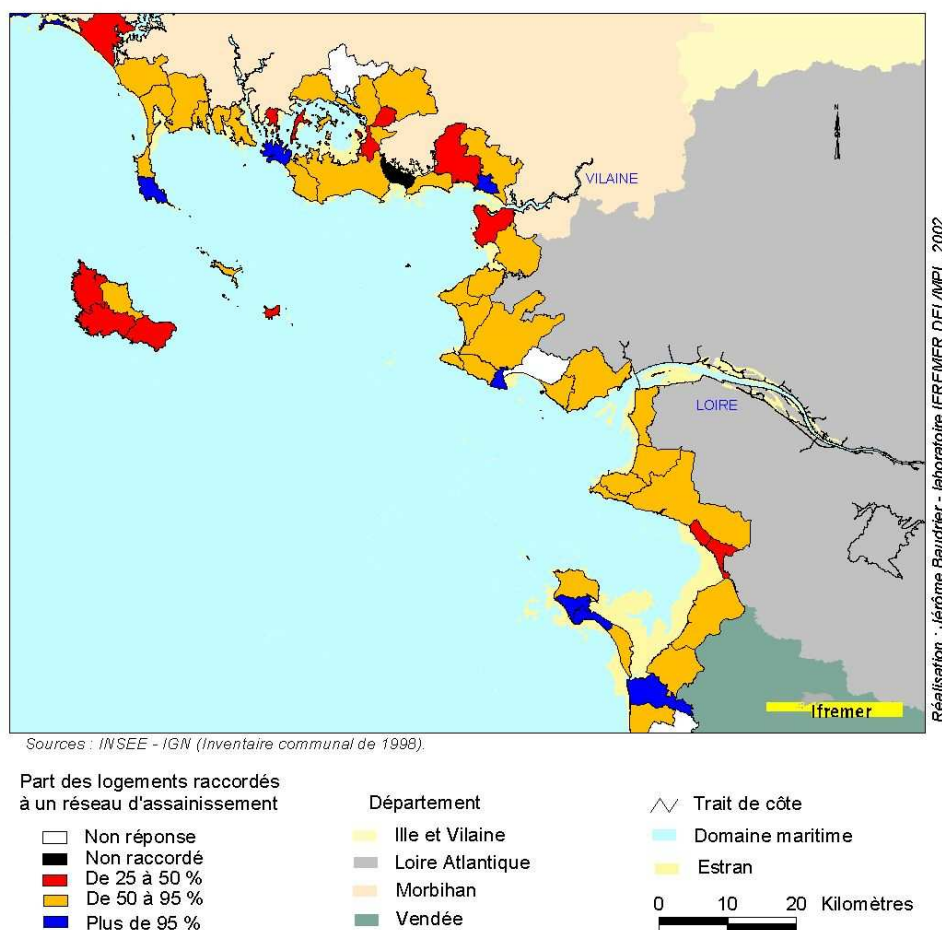 N
VILAINE
LOIRE
Ifremer
Réalisation : Jérôme Baudrier - laboratoire IFREMER DEL/MPL, 2002
Sources : INSEE - IGN (Inventaire communal de 1998).
Part des logements raccordés
à un réseau d'assainissement
Non réponse
Non raccordé
De 25 à 50 %
De 50 à 95 %
Plus de 95 %
Département
Ille et Vilaine
Loire Atlantique
Morbihan
Vendée
Trait de côte
Domaine maritime
Estran
0 10 20 Kilomètres